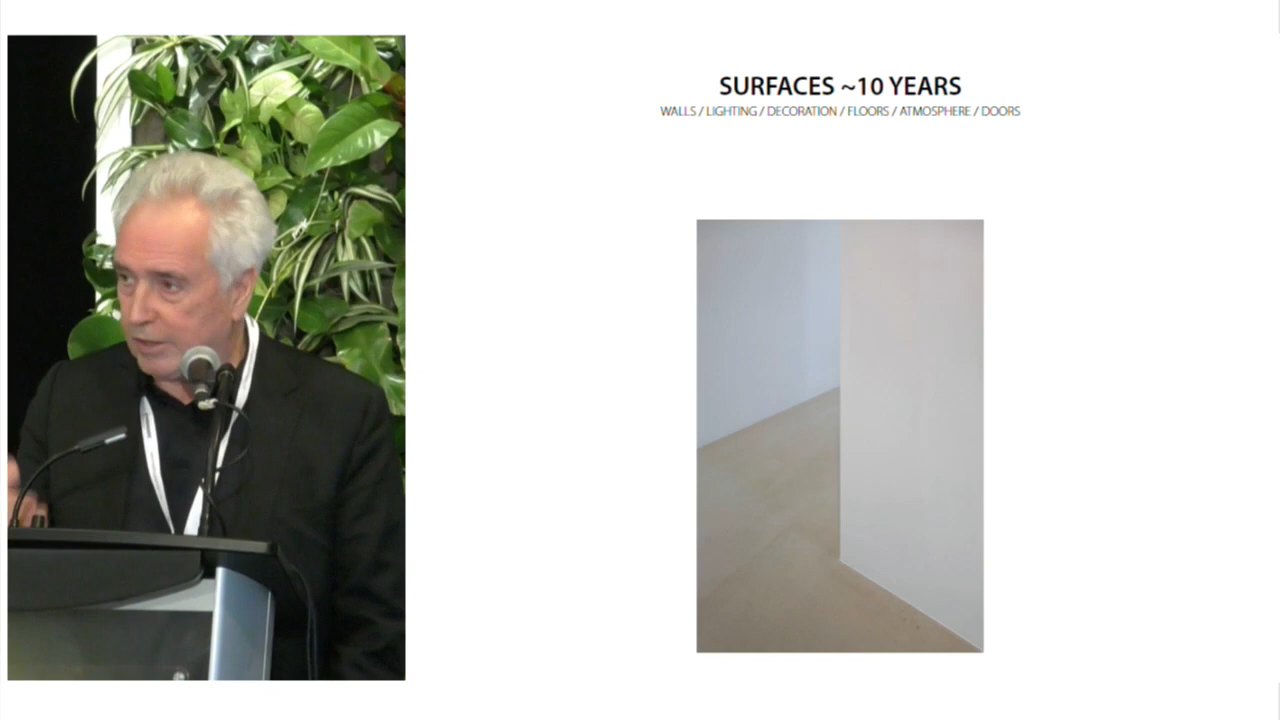 SURFACES ~10 YEARS
WALLS / LIGHTING / DECORATION / FLOORS / ATMOSPHERE / DOORS